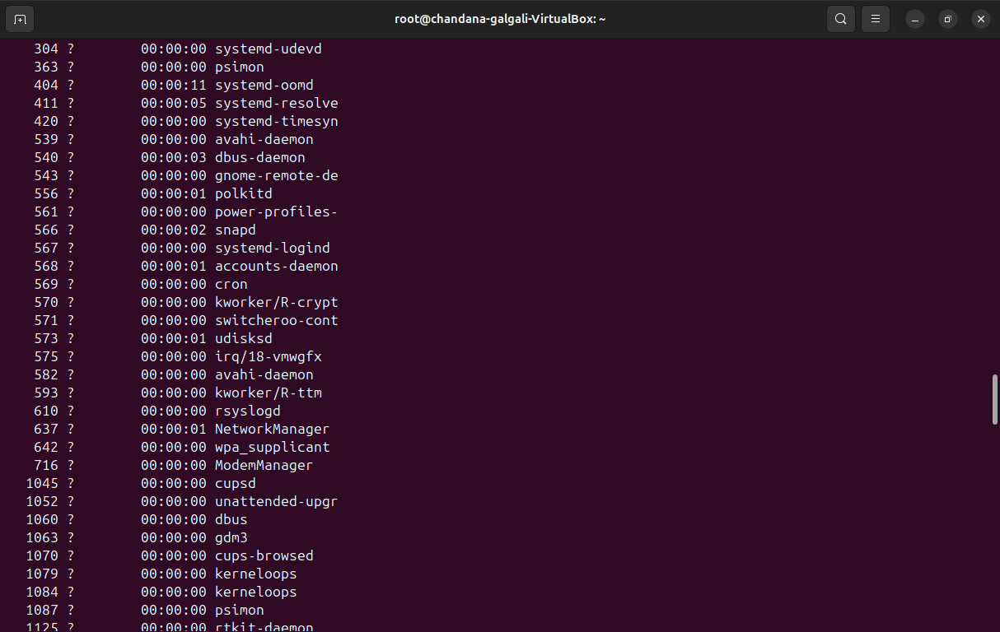 root@chandana-galgali-VirtualBox: ~
304 ? 00:00:00 systemd-udevd
363 ? 00:00:00 psimon
404 ? 00:00:11 systemd-oomd
411 ? 00:00:05 systemd-resolve
420 ? 00:00:00 systemd-timesyn
539 ? 00:00:00 avahi-daemon
540 ? 00:00:03 dbus-daemon
543 ? 00:00:00 gnome-remote-de
556 ? 00:00:01 polkitd
561 ? 00:00:00 power-profiles-
566 ? 00:00:02 snapd
567 ? 00:00:00 systemd-logind
568 ? 00:00:01 accounts-daemon
569 ? 00:00:00 cron
570 ? 00:00:00 kworker/R-crypt
571 ? 00:00:00 switcheroo-cont
573 ? 00:00:01 udisksd
575 ? 00:00:00 irq/18-vmwgfx
582 ? 00:00:00 avahi-daemon
593 ? 00:00:00 kworker/R-ttm
610 ? 00:00:00 rsyslogd
637 ? 00:00:01 NetworkManager
642 ? 00:00:00 wpa_supplicant
716 ? 00:00:00 ModemManager
1045 ? 00:00:00 cupsd
1052 ? 00:00:00 unattended-upgr
1060 ? 00:00:00 dbus
1063 ? 00:00:00 gdm3
1070 ? 00:00:00 cups-browsed
1079 ? 00:00:00 kerneloops
1084 ? 00:00:00 kerneloops
1087 ? 00:00:00 psimon
1125 ? 00:00:00 rtkit-daemon